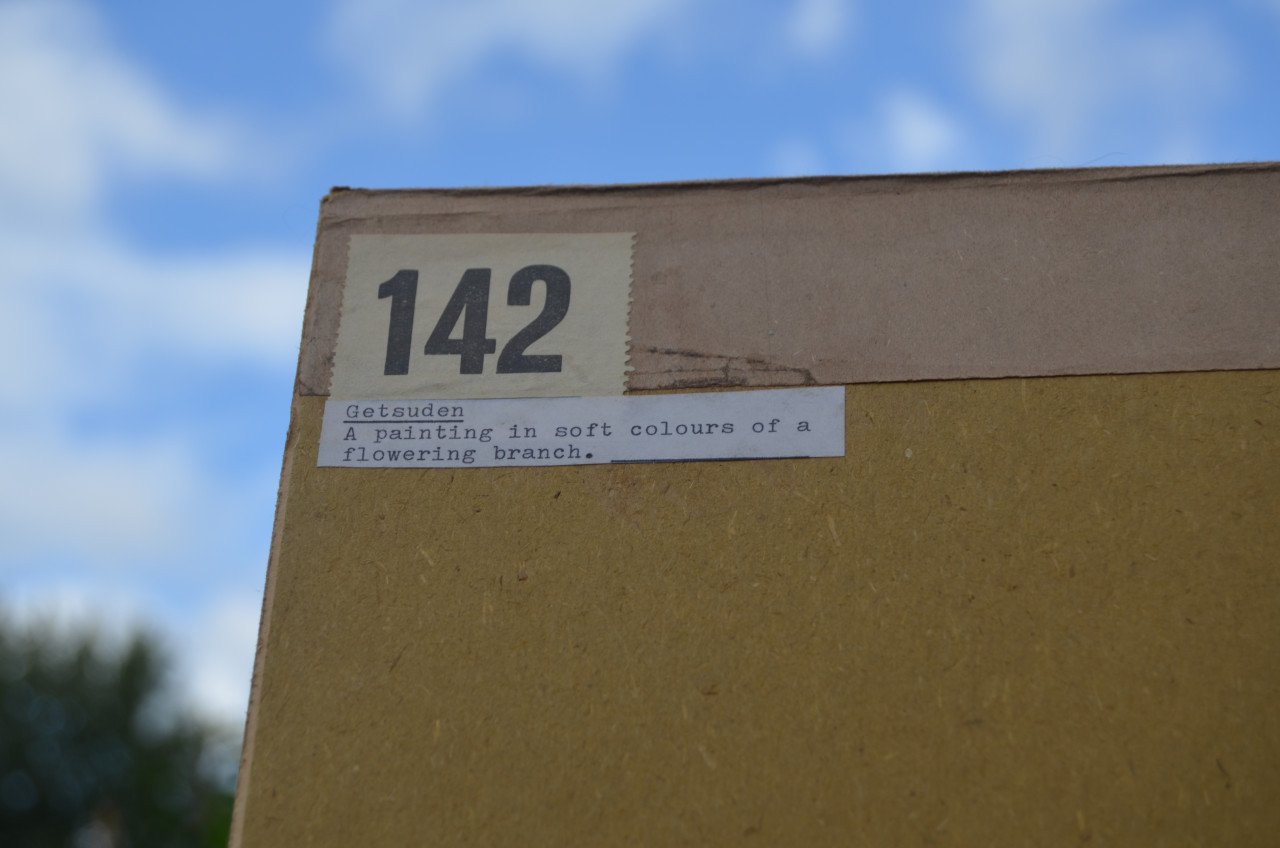 142
Getsuden
A painting in soft colours of a
flowering branch.